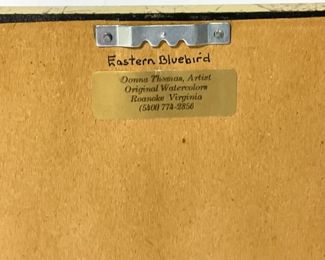 Eastern Bluebird
Donna Thomas, Artist
Original Watercolors
Roanoke Virginia
(540) 774-2856